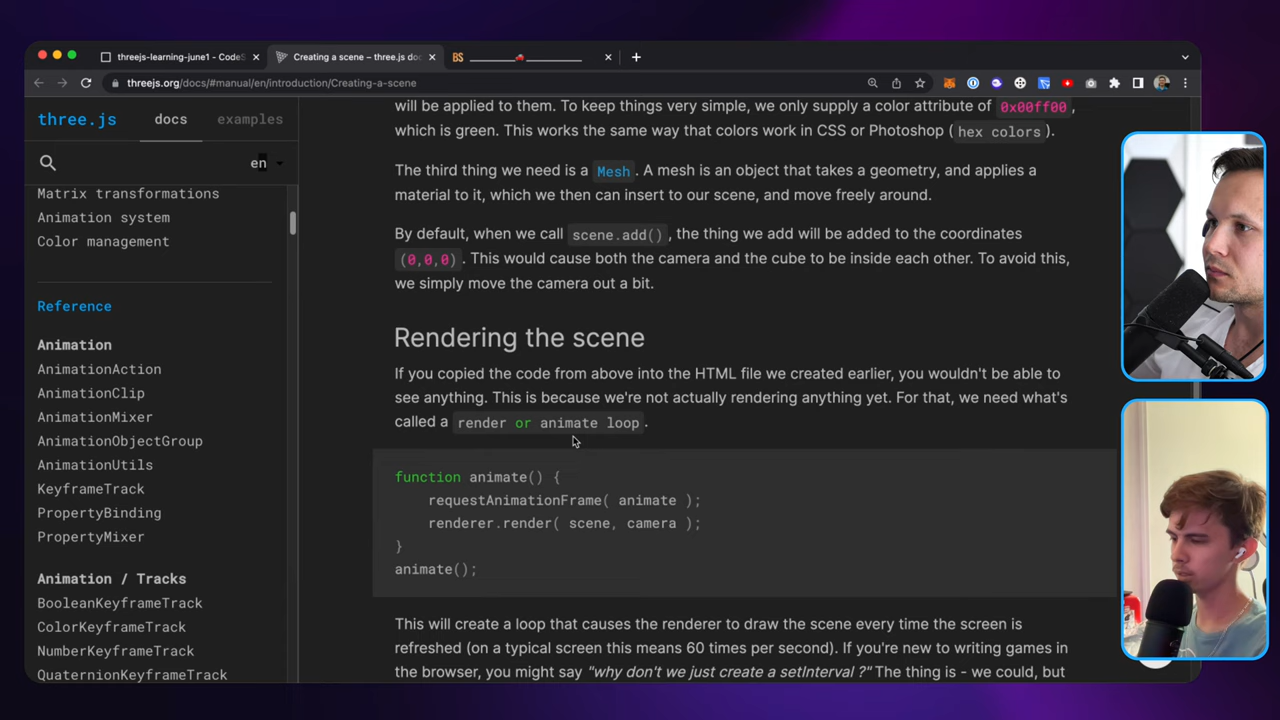 threejs-learning-june1 - CodeS
Creating a scene – three.js doc
BS
threejs.org/docs/#manual/en/introduction/Creating-a-scene
three.js
docs
examples
en
Matrix transformations
Animation system
Color management
Reference
Animation
AnimationAction
AnimationClip
AnimationMixer
AnimationObjectGroup
AnimationUtils
KeyframeTrack
PropertyBinding
PropertyMixer
Animation / Tracks
BooleanKeyframeTrack
ColorKeyframeTrack
NumberKeyframeTrack
QuaternionKeyframeTrack
will be applied to them. To keep things very simple, we only supply a color attribute of 0x00ff00,
which is green. This works the same way that colors work in CSS or Photoshop (hex colors).
The third thing we need is a Mesh. A mesh is an object that takes a geometry, and applies a
material to it, which we then can insert to our scene, and move freely around.
By default, when we call scene.add(), the thing we add will be added to the coordinates
(0,0,0). This would cause both the camera and the cube to be inside each other. To avoid this,
we simply move the camera out a bit.
Rendering the scene
If you copied the code from above into the HTML file we created earlier, you wouldn't be able to
see anything. This is because we're not actually rendering anything yet. For that, we need what's
called a render or animate loop.
function animate() {
requestAnimationFrame( animate );
renderer.render( scene, camera );
}
animate();
This will create a loop that causes the renderer to draw the scene every time the screen is
refreshed (on a typical screen this means 60 times per second). If you're new to writing games in
the browser, you might say "why don't we just create a setInterval ?" The thing is - we could, but